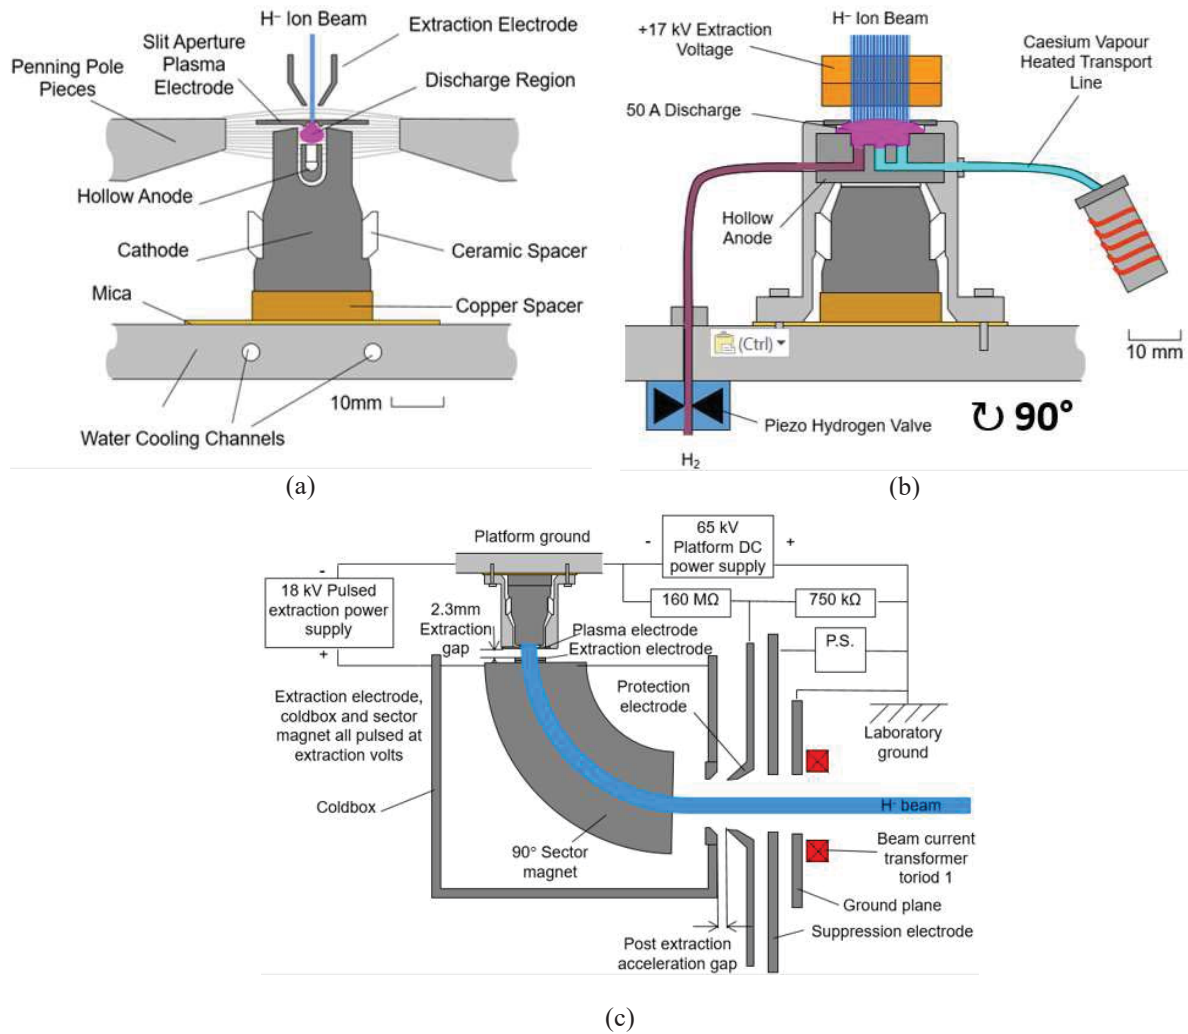 H⁻ Ion Beam
Extraction Electrode
Slit Aperture
Plasma
Electrode
Penning Pole
Pieces
Discharge Region
Hollow Anode
Cathode
Ceramic Spacer
Mica
Copper Spacer
10mm
Water Cooling Channels
(a)
H⁻ Ion Beam
+17 kV Extraction
Voltage
Caesium Vapour
Heated Transport
Line
50 A Discharge
Hollow
Anode
(Ctrl)
10 mm
Piezo Hydrogen Valve
↻ 90°
H₂
(b)
Platform ground
-
65 kV
Platform DC
power supply
+
-
18 kV Pulsed
extraction power
supply
+
160 MΩ
750 kΩ
2.3mm
Extraction
gap
Plasma electrode
Extraction electrode
P.S.
Protection
electrode
Extraction electrode,
coldbox and sector
magnet all pulsed at
extraction volts
Laboratory
ground
Coldbox
H⁻ beam
90° Sector
magnet
Beam current
transformer
toriod 1
Ground plane
Suppression electrode
Post extraction
acceleration gap
(c)